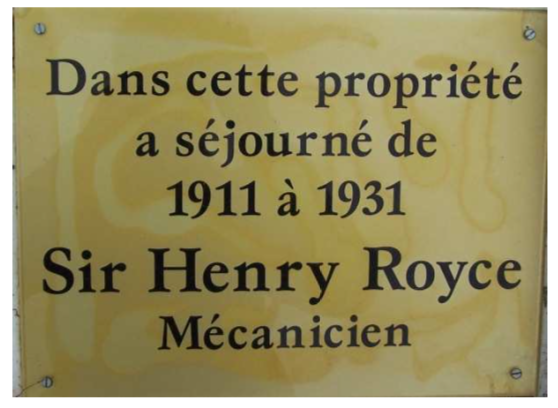 Dans cette propriété
a séjourné de
1911 à 1931
Sir Henry Royce
Mécanicien